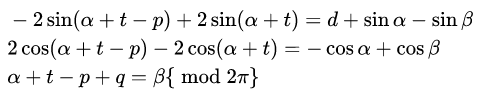 − 2 sin(α + t − p) + 2 sin(α + t) = d + sin α − sin β
2 cos(α + t − p) − 2 cos(α + t) = − cos α + cos β
α + t − p + q = β{ mod 2π}